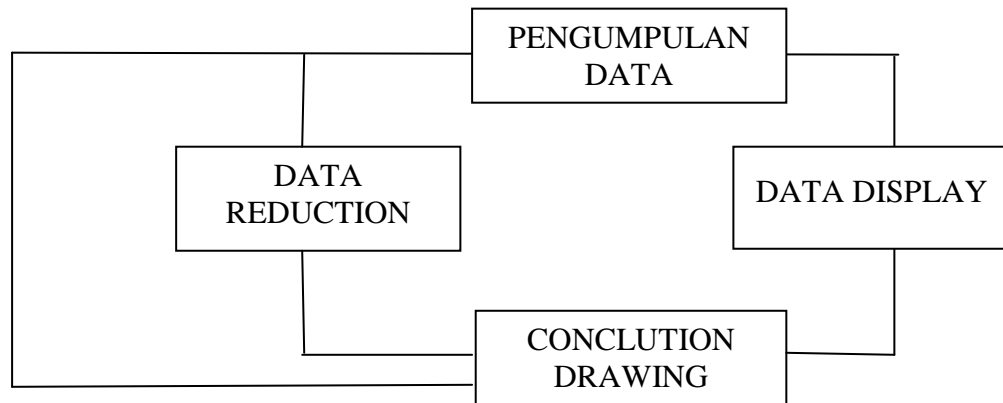 PENGUMPULAN
DATA
DATA
REDUCTION
DATA DISPLAY
CONCLUTION
DRAWING